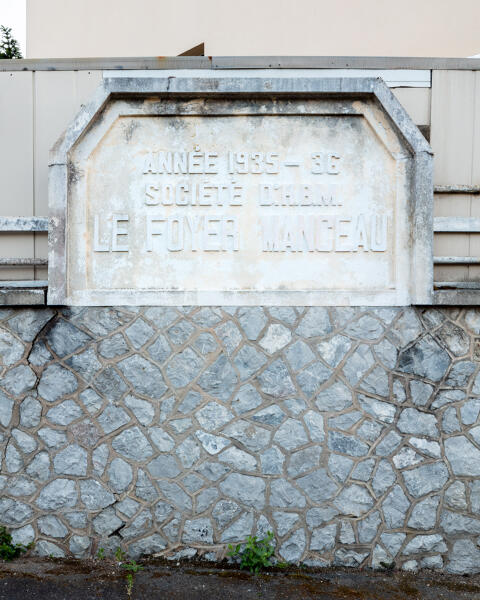 ANNÉE 1935-36
SOCIÉTÉ D'H.B.M.
LE FOYER MANCEAU